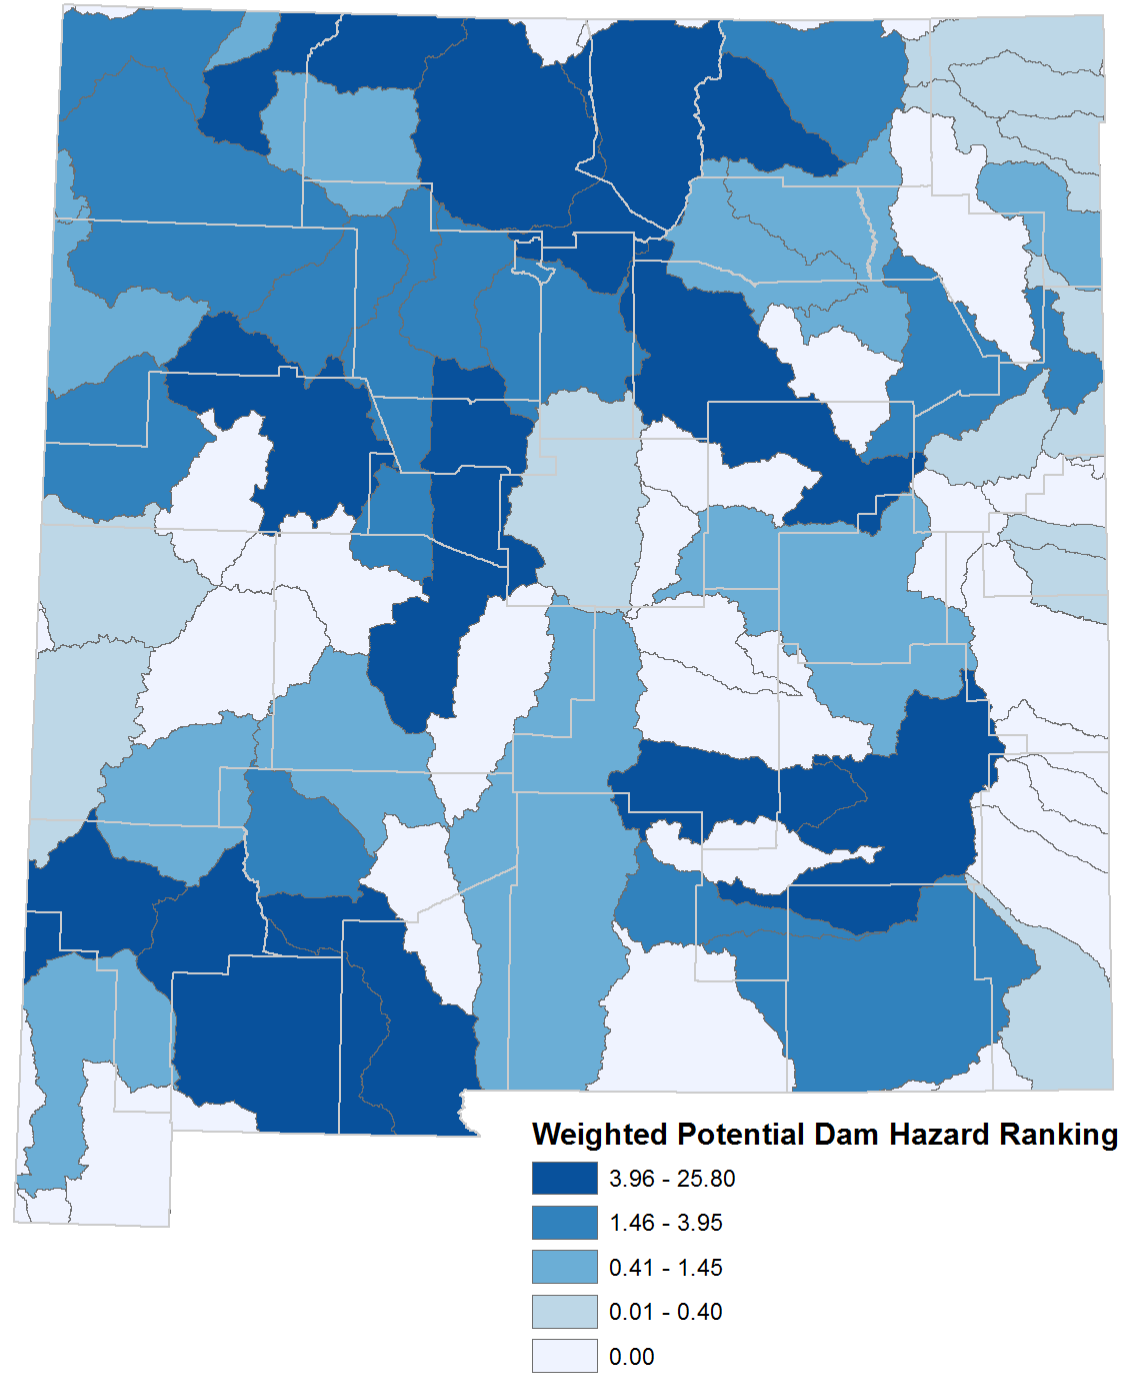 Weighted Potential Dam Hazard Ranking
3.96 - 25.80
1.46 - 3.95
0.41 - 1.45
0.01 - 0.40
0.00